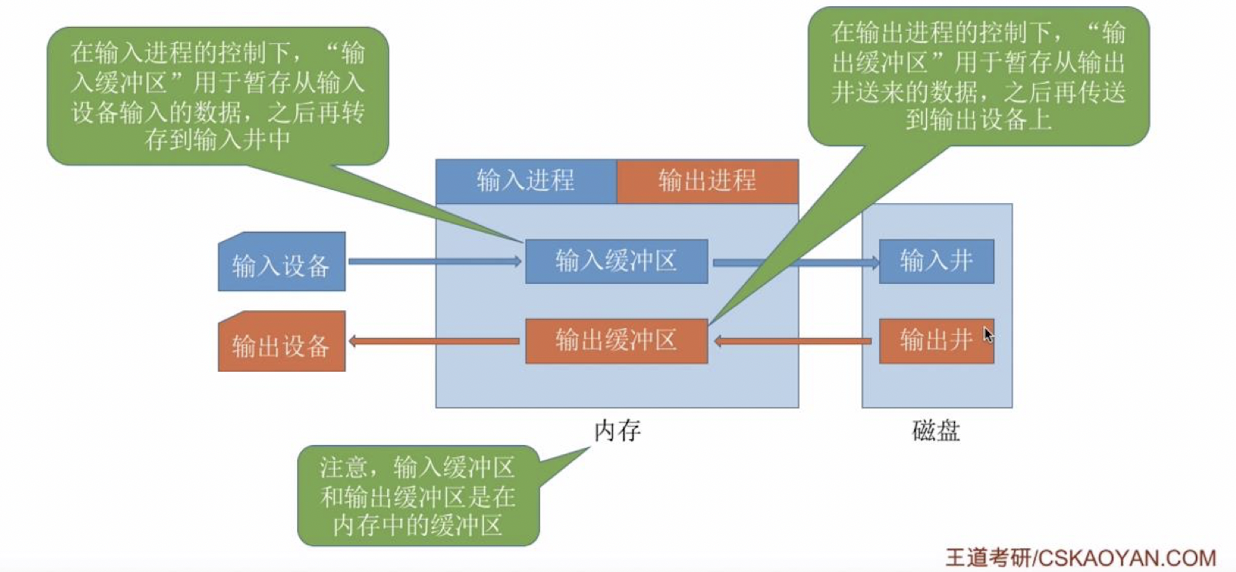 在输入进程的控制下，“输
入缓冲区”用于暂存从输入
设备输入的数据，之后再转
存到输入井中
在输出进程的控制下，“输
出缓冲区”用于暂存从输出
井送来的数据，之后再传送
到输出设备上
输入进程
输出进程
输入设备
输入缓冲区
输入井
输出设备
输出缓冲区
输出井
内存
磁盘
注意，输入缓冲区
和输出缓冲区是在
内存中的缓冲区
王道考研/CSKAOYAN.COM